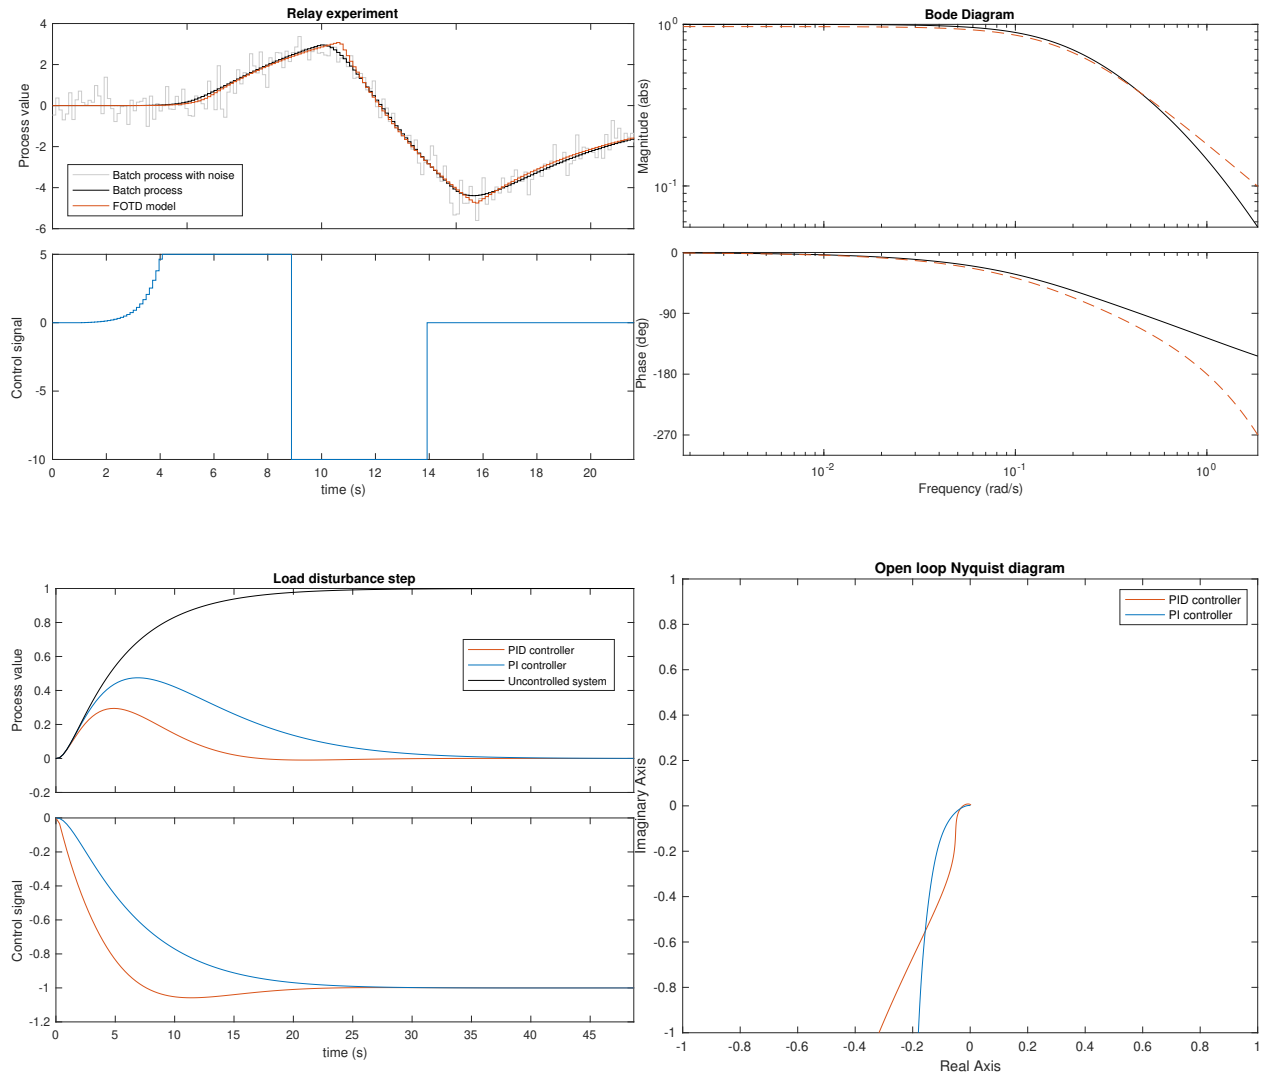 Relay experiment
Process value
4
2
0
-2
-4
-6
Batch process with noise
Batch process
FOTD model
Control signal
5
0
-5
-10
0 2 4 6 8 10 12 14 16 18 20
time (s)
Bode Diagram
Magnitude (abs)
10^0
10^-1
Phase (deg)
0
-90
-180
-270
10^-2 10^-1 10^0
Frequency (rad/s)
Load disturbance step
Process value
1
0.8
0.6
0.4
0.2
0
-0.2
PID controller
PI controller
Uncontrolled system
Control signal
0
-0.2
-0.4
-0.6
-0.8
-1
-1.2
0 5 10 15 20 25 30 35 40 45
time (s)
Open loop Nyquist diagram
Imaginary Axis
1
0.8
0.6
0.4
0.2
0
-0.2
-0.4
-0.6
-0.8
-1
PID controller
PI controller
-1 -0.8 -0.6 -0.4 -0.2 0 0.2 0.4 0.6 0.8 1
Real Axis